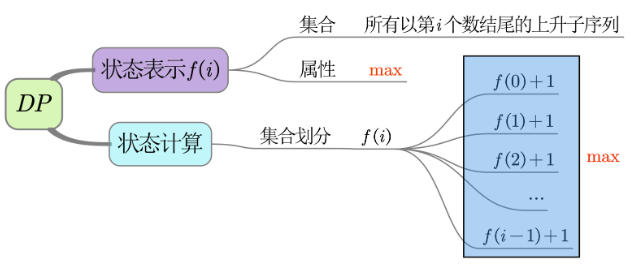 DP
状态表示f(i)
集合 所有以第i个数结尾的上升子序列
属性 max
状态计算
集合划分 f(i)
f(0)+1
f(1)+1
f(2)+1
...
f(i−1)+1
max